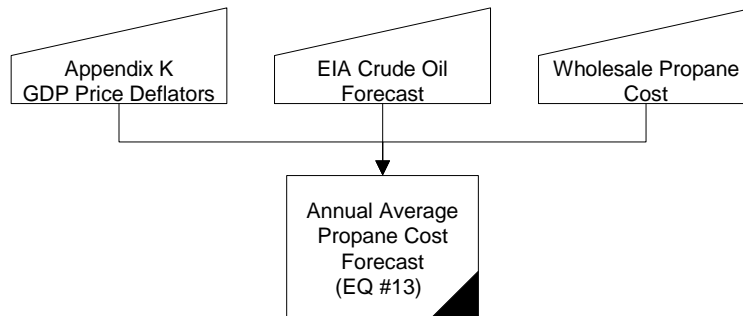 Appendix K
GDP Price Deflators
EIA Crude Oil
Forecast
Wholesale Propane
Cost
Annual Average
Propane Cost
Forecast
(EQ #13)